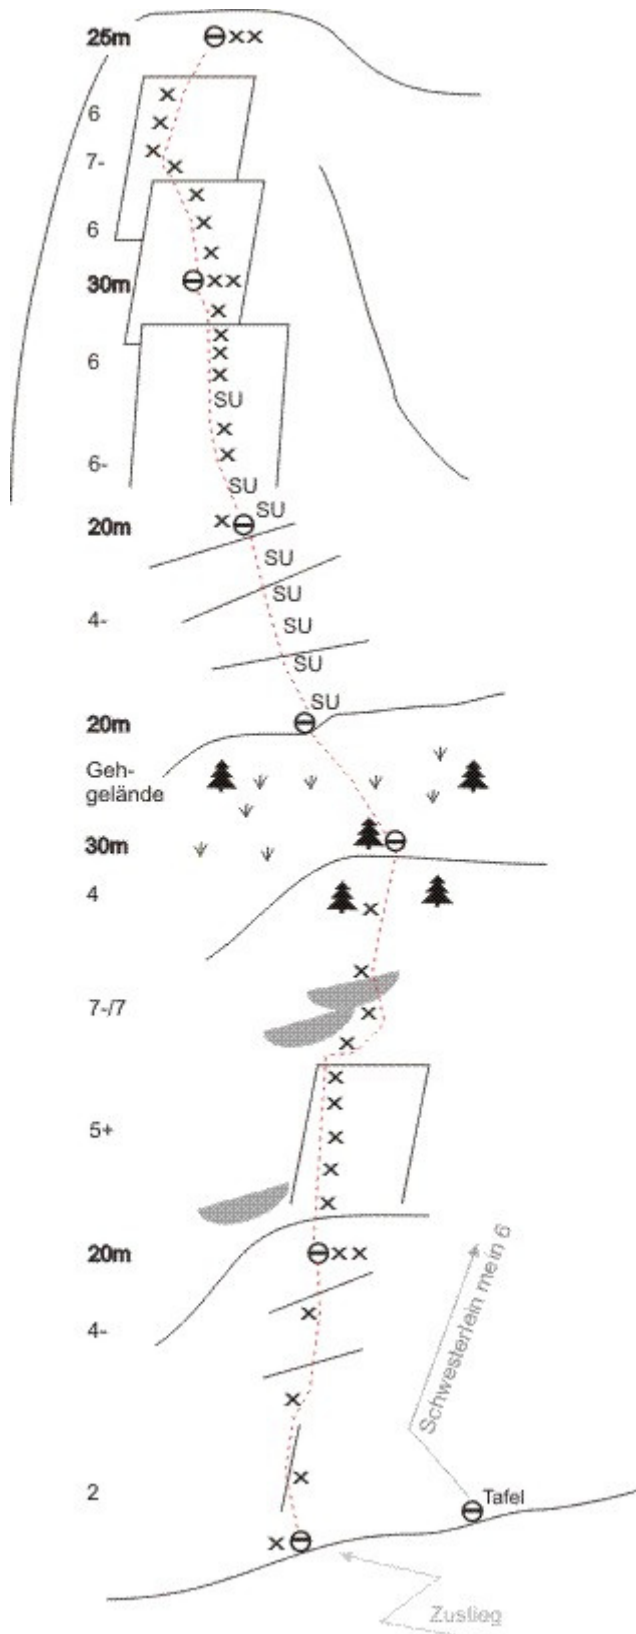 25m
6
7-
6
30m
6
SU
6-
SU
SU
20m
SU
SU
4-
SU
SU
SU
20m
Geh-
gelände
30m
4
7-/7
5+
20m
Schwesterlein mein 6
4-
2
Tafel
Zustieg